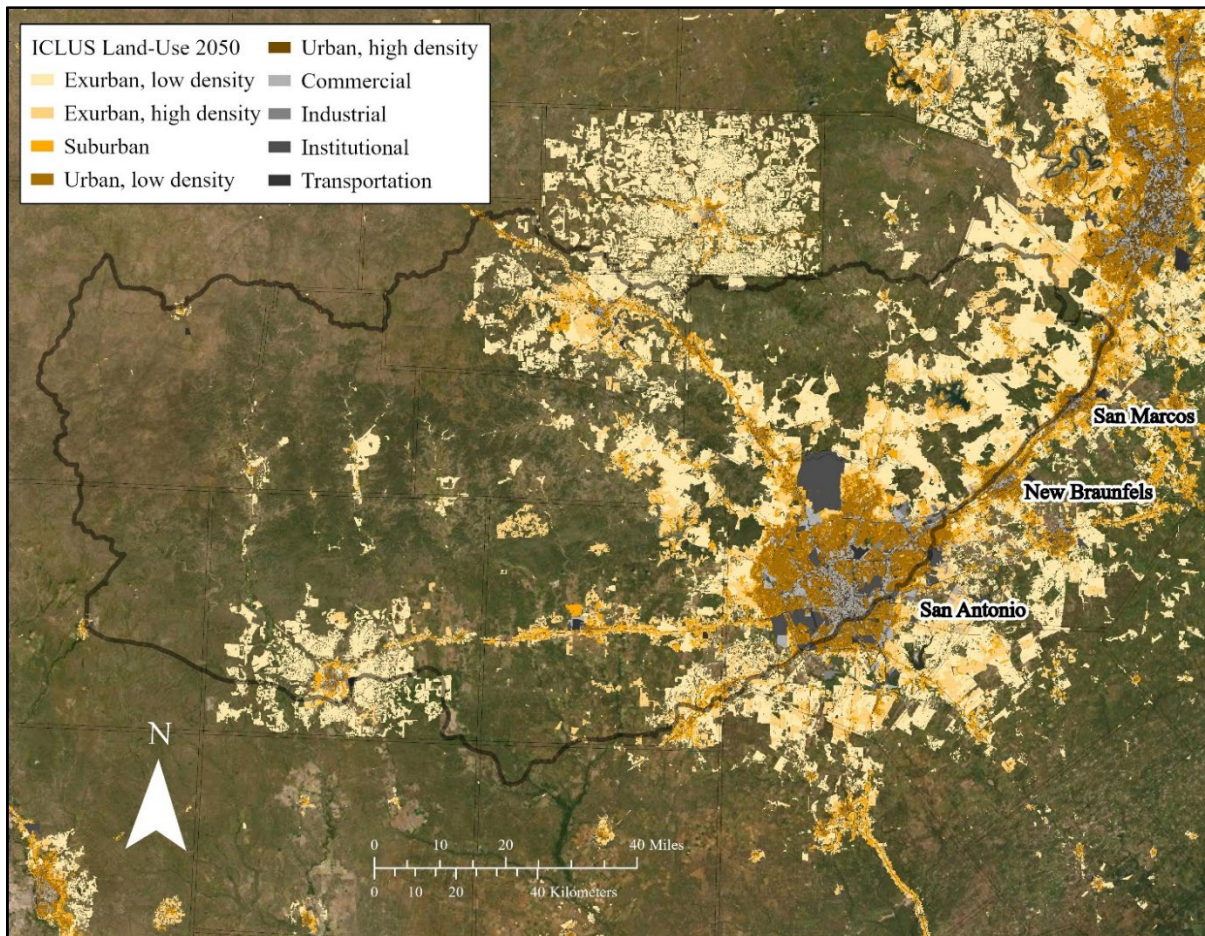 ICLUS Land-Use 2050
Exurban, low density
Exurban, high density
Suburban
Urban, low density
Urban, high density
Commercial
Industrial
Institutional
Transportation
San Marcos
New Braunfels
San Antonio
N
0 10 20 40 Miles
0 10 20 40 Kilometers